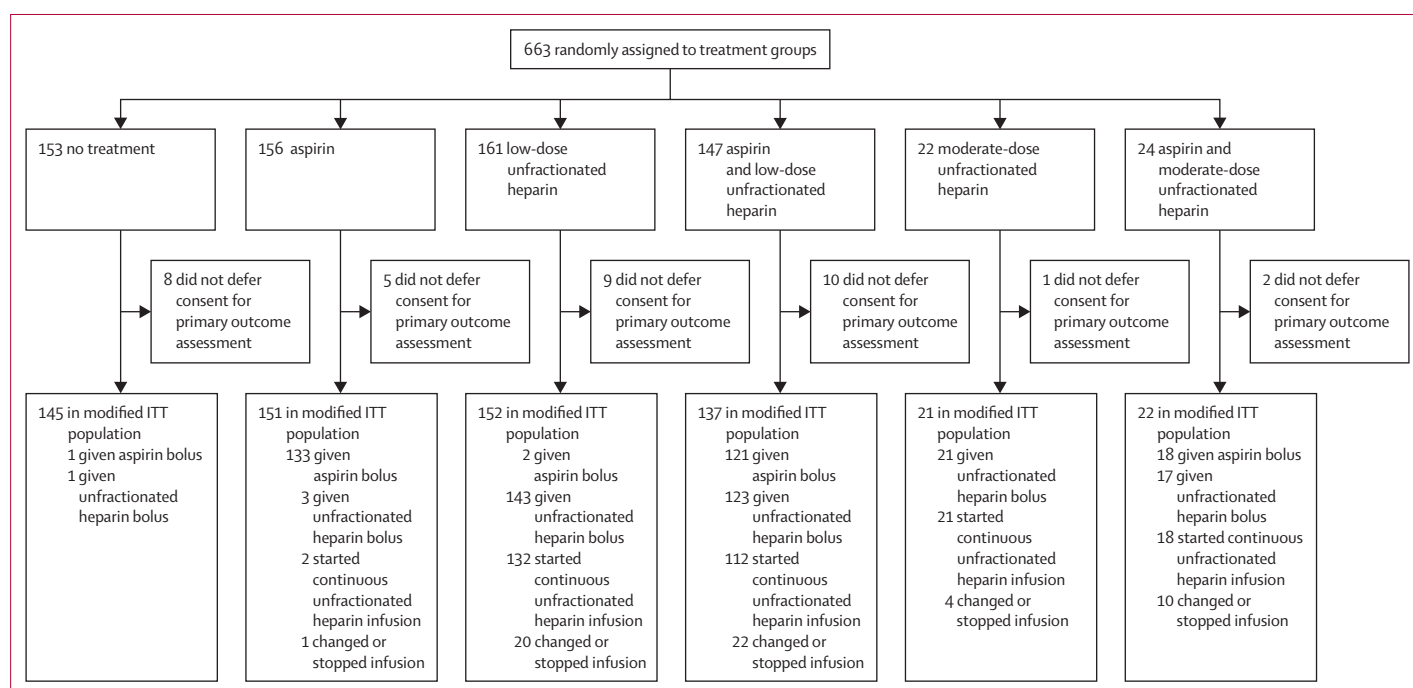 663 randomly assigned to treatment groups
153 no treatment
156 aspirin
161 low-dose
unfractionated
heparin
147 aspirin
and low-dose
unfractionated
heparin
22 moderate-dose
unfractionated
heparin
24 aspirin and
moderate-dose
unfractionated
heparin
8 did not defer
consent for
primary outcome
assessment
5 did not defer
consent for
primary outcome
assessment
9 did not defer
consent for
primary outcome
assessment
10 did not defer
consent for
primary outcome
assessment
1 did not defer
consent for
primary outcome
assessment
2 did not defer
consent for
primary outcome
assessment
145 in modified ITT
population
1 given aspirin bolus
1 given
unfractionated
heparin bolus
151 in modified ITT
population
133 given
aspirin bolus
3 given
unfractionated
heparin bolus
2 started
continuous
unfractionated
heparin infusion
1 changed or
stopped infusion
152 in modified ITT
population
2 given
aspirin bolus
143 given
unfractionated
heparin bolus
132 started
continuous
unfractionated
heparin infusion
20 changed or
stopped infusion
137 in modified ITT
population
121 given
aspirin bolus
123 given
unfractionated
heparin bolus
112 started
continuous
unfractionated
heparin infusion
22 changed or
stopped infusion
21 in modified ITT
population
21 given
unfractionated
heparin bolus
21 started
continuous
unfractionated
heparin infusion
4 changed or
stopped infusion
22 in modified ITT
population
18 given aspirin bolus
17 given
unfractionated
heparin bolus
18 started continuous
unfractionated
heparin infusion
10 changed or
stopped infusion